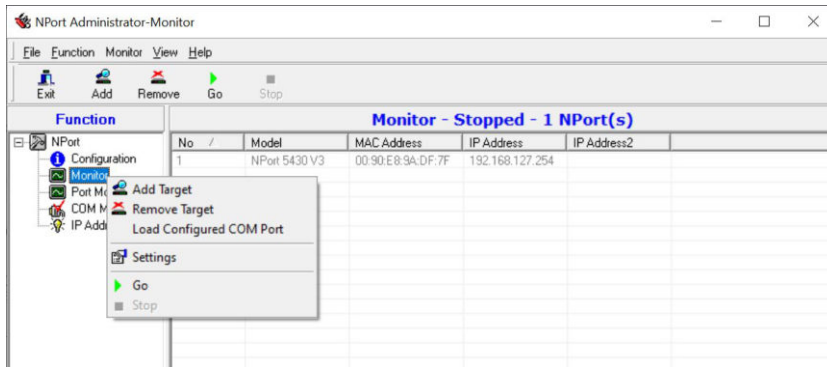 NPort Administrator-Monitor
File Function Monitor View Help
Exit Add Remove Go Stop
Function
Monitor - Stopped - 1 NPort(s)
NPort
Configuration
Monitor
Port Mo
COM M
IP Addr
No / Model MAC Address IP Address IP Address2
1 NPort 5430 V3 00:90:E8:9A:DF:7F 192.168.127.254
Add Target
Remove Target
Load Configured COM Port
Settings
Go
Stop